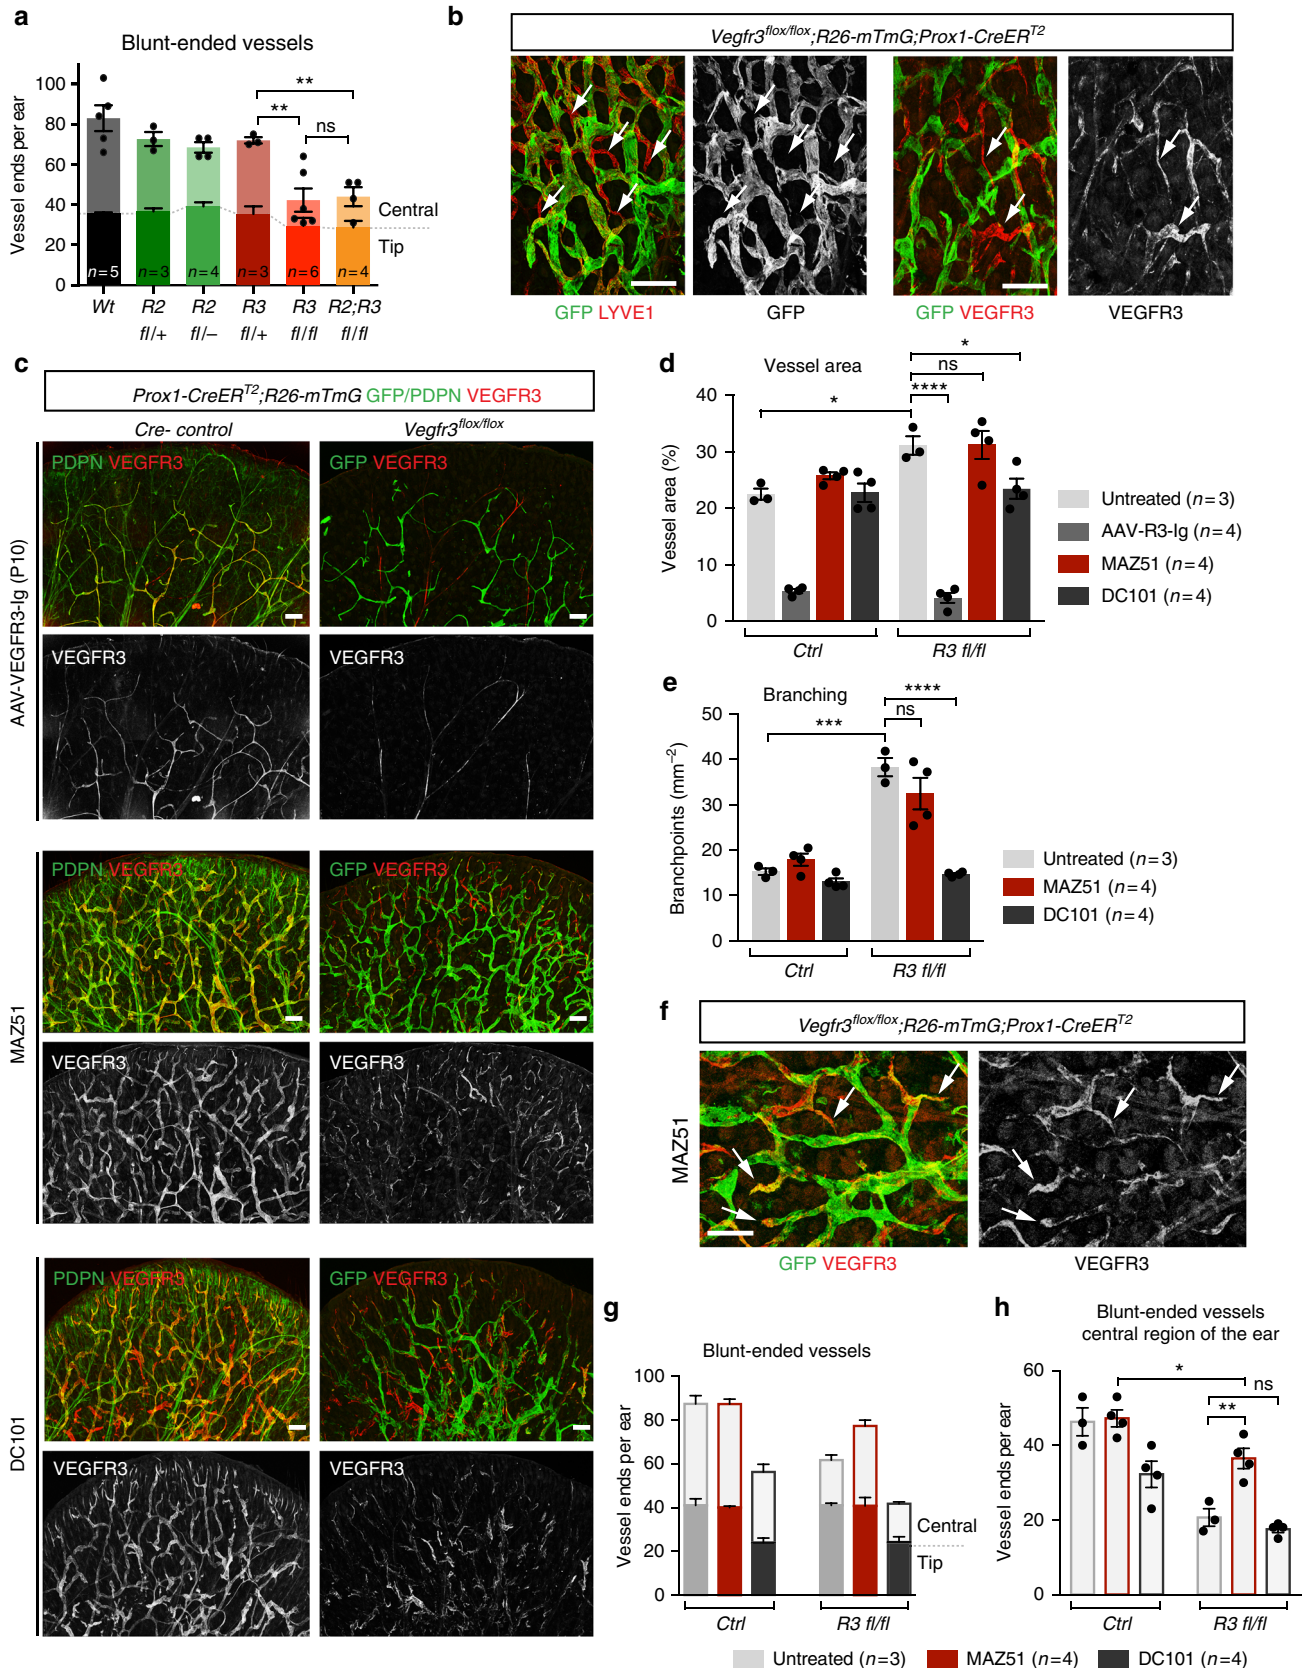 a
Blunt-ended vessels
Vessel ends per ear
100
80
60
40
20
0
**
**
ns
Central
Tip
n=5
n=3
n=4
n=3
n=6
n=4
Wt
R2 fl/+
R2 fl/–
R3 fl/+
R3 fl/fl
R2;R3 fl/fl
b
Vegfr3flox/flox;R26-mTmG;Prox1-CreERT2
GFP LYVE1
GFP
GFP VEGFR3
VEGFR3
c
Prox1-CreERT2;R26-mTmG GFP/PDPN VEGFR3
Cre- control
Vegfr3flox/flox
AAV-VEGFR3-Ig (P10)
PDPN VEGFR3
GFP VEGFR3
VEGFR3
VEGFR3
MAZ51
PDPN VEGFR3
GFP VEGFR3
VEGFR3
VEGFR3
DC101
PDPN VEGFR3
GFP VEGFR3
VEGFR3
VEGFR3
d
Vessel area
Vessel area (%)
40
30
20
10
0
*
****
ns
*
Ctrl
R3 fl/fl
Untreated (n=3)
AAV-R3-Ig (n=4)
MAZ51 (n=4)
DC101 (n=4)
e
Branching
Branchpoints (mm–2)
50
40
30
20
10
0
***
ns
****
Ctrl
R3 fl/fl
Untreated (n=3)
MAZ51 (n=4)
DC101 (n=4)
f
Vegfr3flox/flox;R26-mTmG;Prox1-CreERT2
MAZ51
GFP VEGFR3
VEGFR3
g
Blunt-ended vessels
Vessel ends per ear
100
80
60
40
20
0
Central
Tip
Ctrl
R3 fl/fl
h
Blunt-ended vessels
central region of the ear
Vessel ends per ear
60
40
20
0
*
**
ns
Ctrl
R3 fl/fl
Untreated (n=3)
MAZ51 (n=4)
DC101 (n=4)